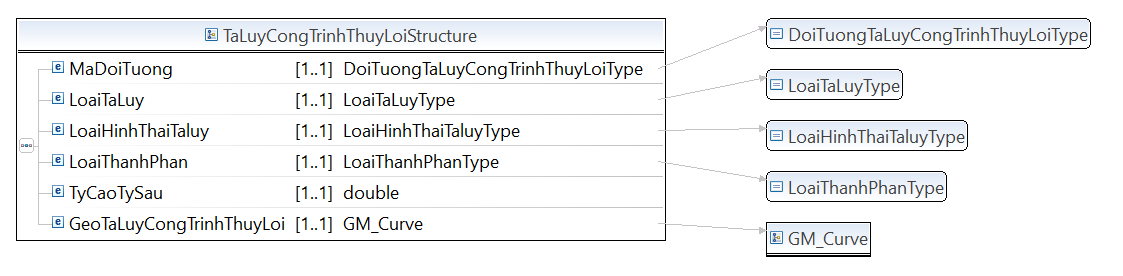 TaLuyCongTrinhThuyLoiStructure
MaDoiTuong [1..1] DoiTuongTaLuyCongTrinhThuyLoiType
LoaiTaLuy [1..1] LoaiTaLuyType
LoaiHinhThaiTaluy [1..1] LoaiHinhThaiTaluyType
LoaiThanhPhan [1..1] LoaiThanhPhanType
TyCaoTySau [1..1] double
GeoTaLuyCongTrinhThuyLoi [1..1] GM_Curve
DoiTuongTaLuyCongTrinhThuyLoiType
LoaiTaLuyType
LoaiHinhThaiTaluyType
LoaiThanhPhanType
GM_Curve